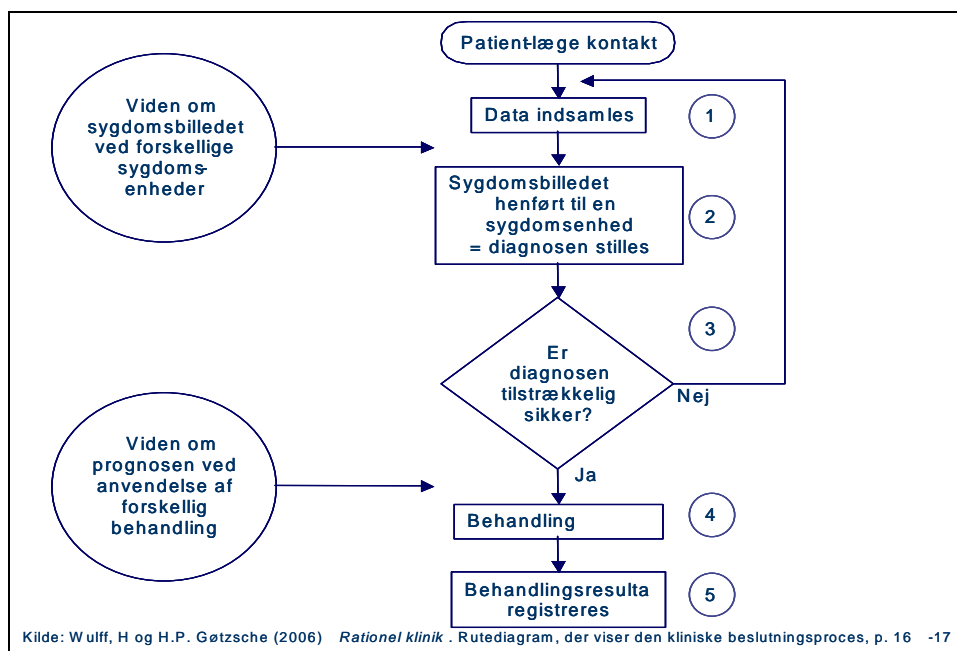 Patient-læge kontakt
Viden om
sygdomsbilledet
ved forskellige
sygdoms-
enheder
Data indsamles
1
Sygdomsbilledet
henført til en
sygdomsenhed
= diagnosen stilles
2
3
Er
diagnosen
tilstrækkelig
sikker?
Nej
Ja
Viden om
prognosen ved
anvendelse af
forskellig
behandling
Behandling
4
Behandlingsresulta
registreres
5
Kilde: Wulff, H og H.P. Gøtzsche (2006) Rationel klinik . Rutediagram, der viser den kliniske beslutningsproces, p. 16 -17